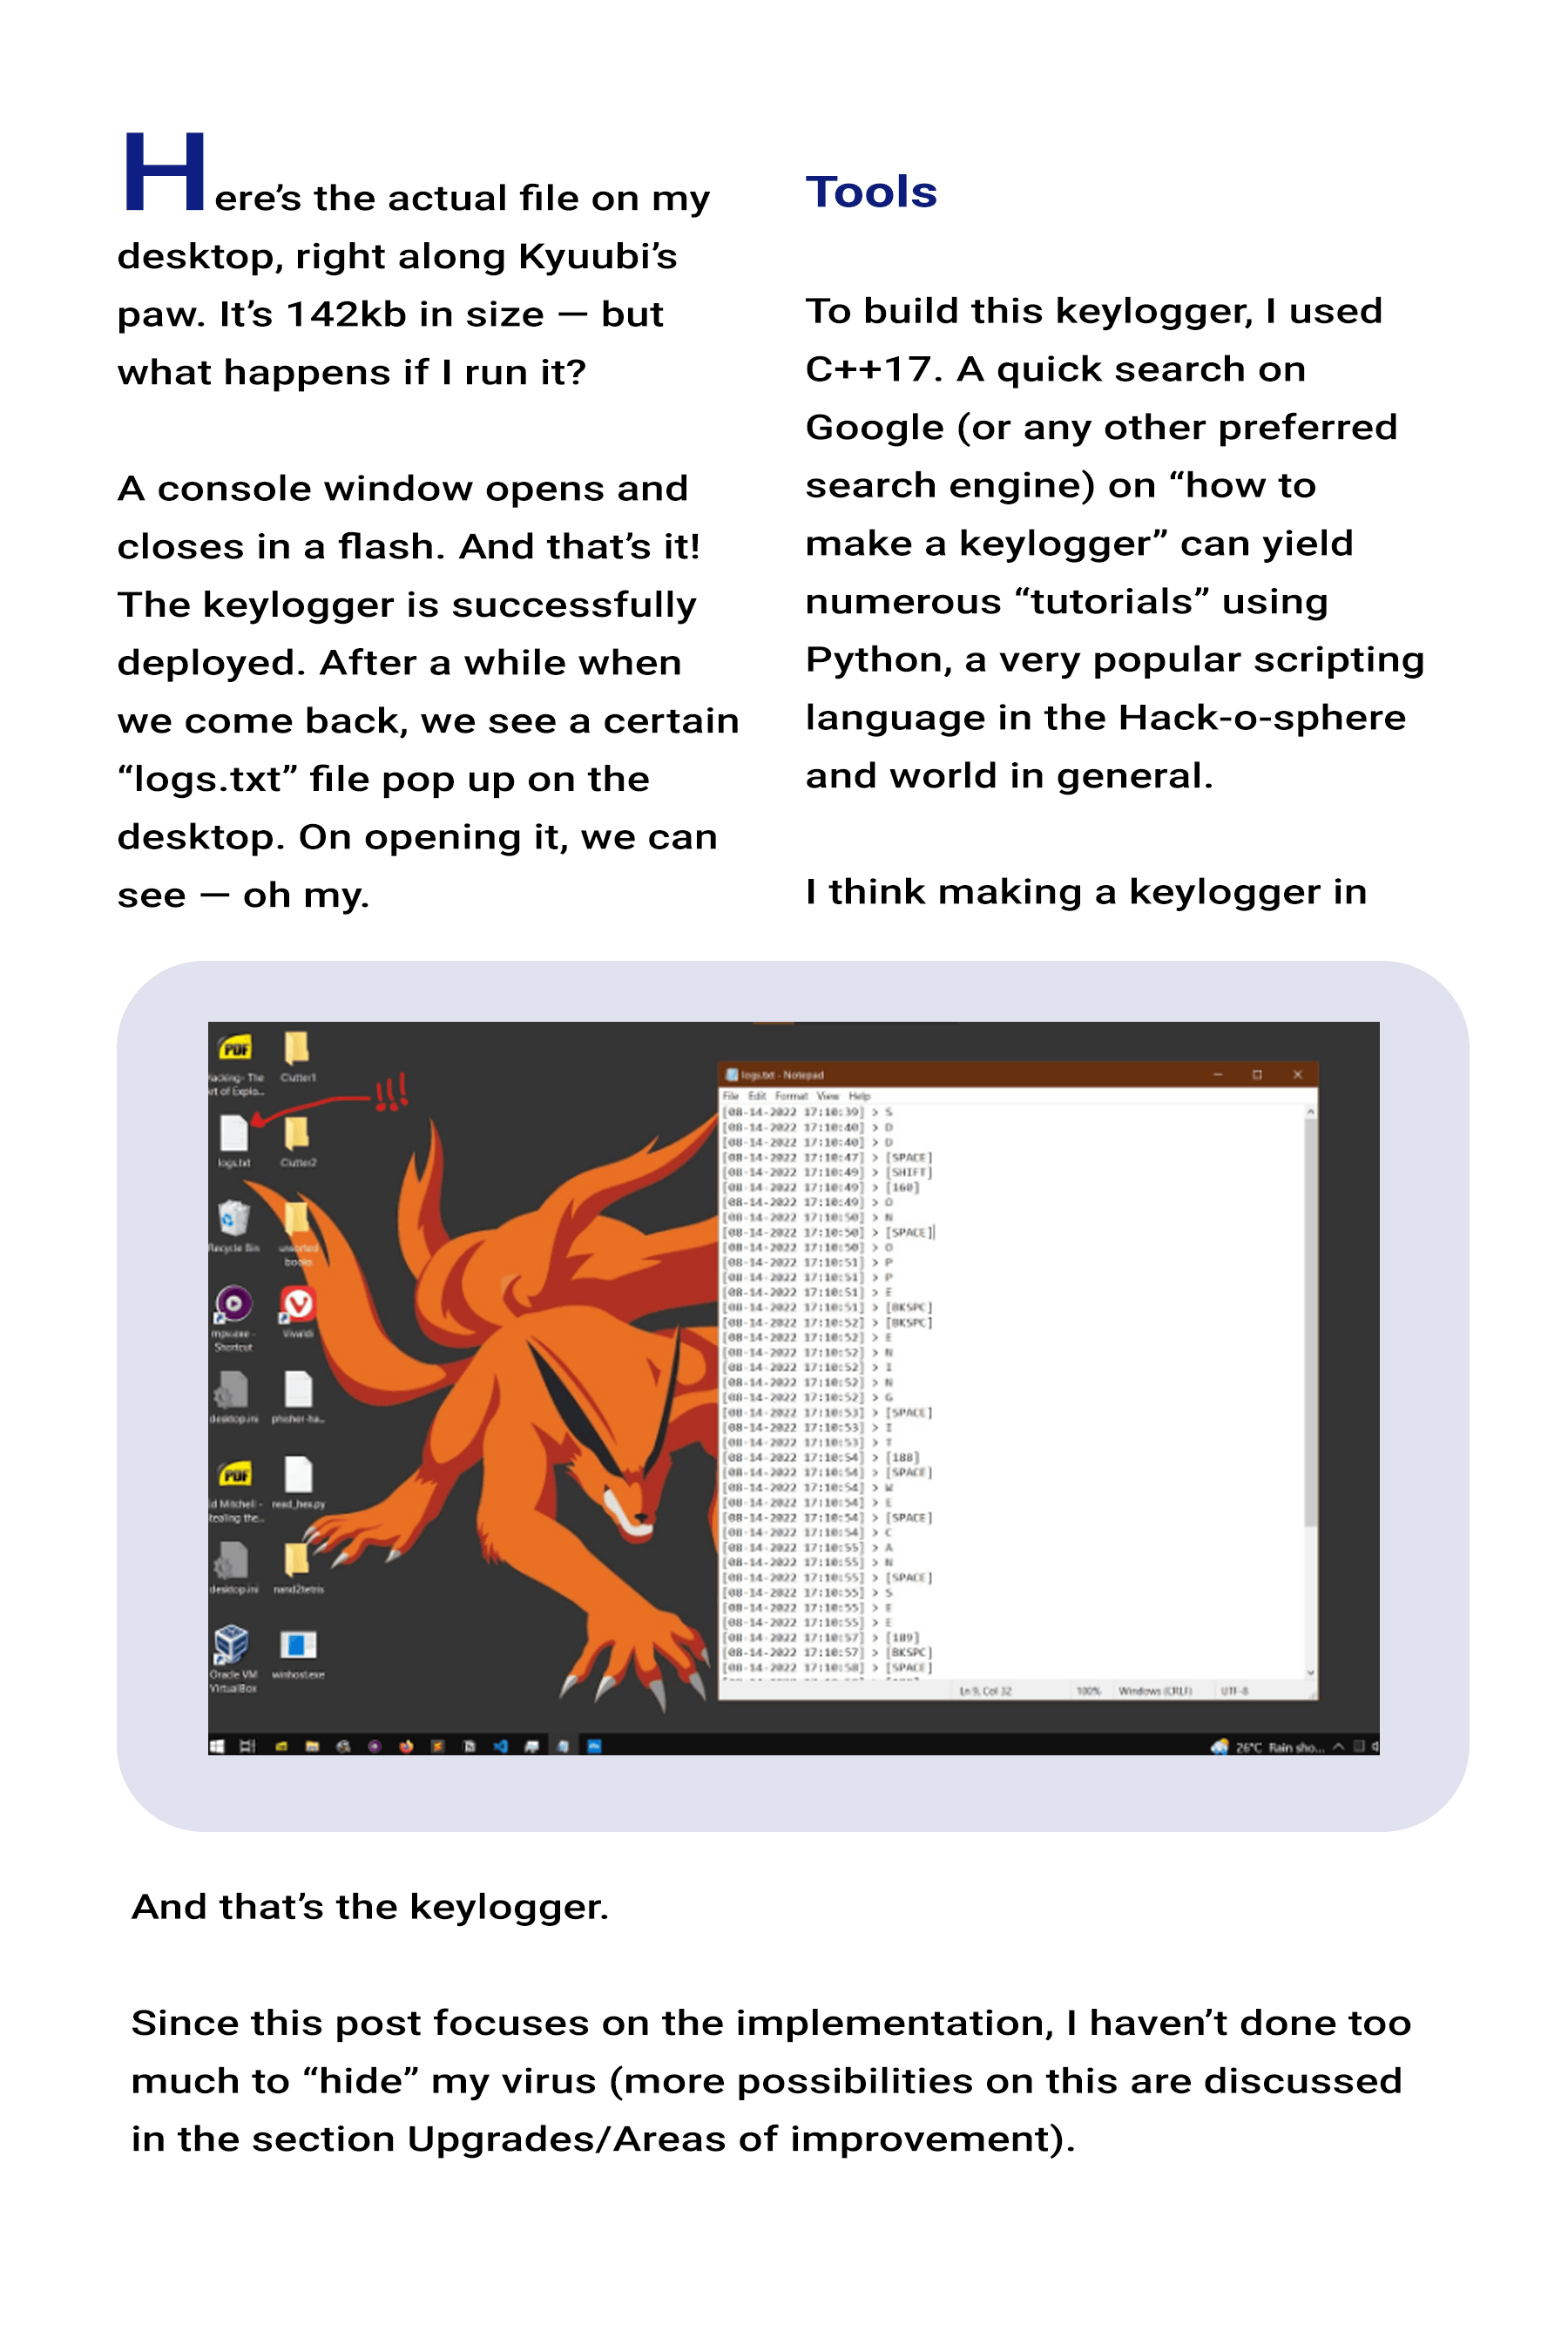 Here’s the actual file on my
desktop, right along Kyuubi’s
paw. It’s 142kb in size — but
what happens if I run it?
A console window opens and
closes in a flash. And that’s it!
The keylogger is successfully
deployed. After a while when
we come back, we see a certain
“logs.txt” file pop up on the
desktop. On opening it, we can
see — oh my.
Tools
To build this keylogger, I used
C++17. A quick search on
Google (or any other preferred
search engine) on “how to
make a keylogger” can yield
numerous “tutorials” using
Python, a very popular scripting
language in the Hack-o-sphere
and world in general.
I think making a keylogger in
acking- The
rt of Explo...
Clutter1
!!!
logs.txt
Clutter2
Recycle Bin
unsorted
books
mpv.exe -
Shortcut
Vivaldi
desktop.ini
phisher-ha...
d Mitchell -
tealing the...
read_hex.py
desktop.ini
nand2tetris
Oracle VM
VirtualBox
winhost.exe
logs.txt - Notepad
File Edit Format View Help
[08-14-2022 17:10:39] > S
[08-14-2022 17:10:40] > D
[08-14-2022 17:10:40] > D
[08-14-2022 17:10:47] > [SPACE]
[08-14-2022 17:10:49] > [SHIFT]
[08-14-2022 17:10:49] > [160]
[08-14-2022 17:10:49] > O
[08-14-2022 17:10:50] > N
[08-14-2022 17:10:50] > [SPACE]
[08-14-2022 17:10:50] > O
[08-14-2022 17:10:51] > P
[08-14-2022 17:10:51] > P
[08-14-2022 17:10:51] > E
[08-14-2022 17:10:51] > [BKSPC]
[08-14-2022 17:10:52] > [BKSPC]
[08-14-2022 17:10:52] > E
[08-14-2022 17:10:52] > N
[08-14-2022 17:10:52] > I
[08-14-2022 17:10:52] > N
[08-14-2022 17:10:52] > G
[08-14-2022 17:10:53] > [SPACE]
[08-14-2022 17:10:53] > I
[08-14-2022 17:10:53] > T
[08-14-2022 17:10:54] > [188]
[08-14-2022 17:10:54] > [SPACE]
[08-14-2022 17:10:54] > W
[08-14-2022 17:10:54] > E
[08-14-2022 17:10:54] > [SPACE]
[08-14-2022 17:10:54] > C
[08-14-2022 17:10:55] > A
[08-14-2022 17:10:55] > N
[08-14-2022 17:10:55] > [SPACE]
[08-14-2022 17:10:55] > S
[08-14-2022 17:10:55] > E
[08-14-2022 17:10:55] > E
[08-14-2022 17:10:57] > [189]
[08-14-2022 17:10:57] > [BKSPC]
[08-14-2022 17:10:58] > [SPACE]
Ln 9, Col 32 100% Windows (CRLF) UTF-8
26°C Rain sho...
And that’s the keylogger.
Since this post focuses on the implementation, I haven’t done too
much to “hide” my virus (more possibilities on this are discussed
in the section Upgrades/Areas of improvement).